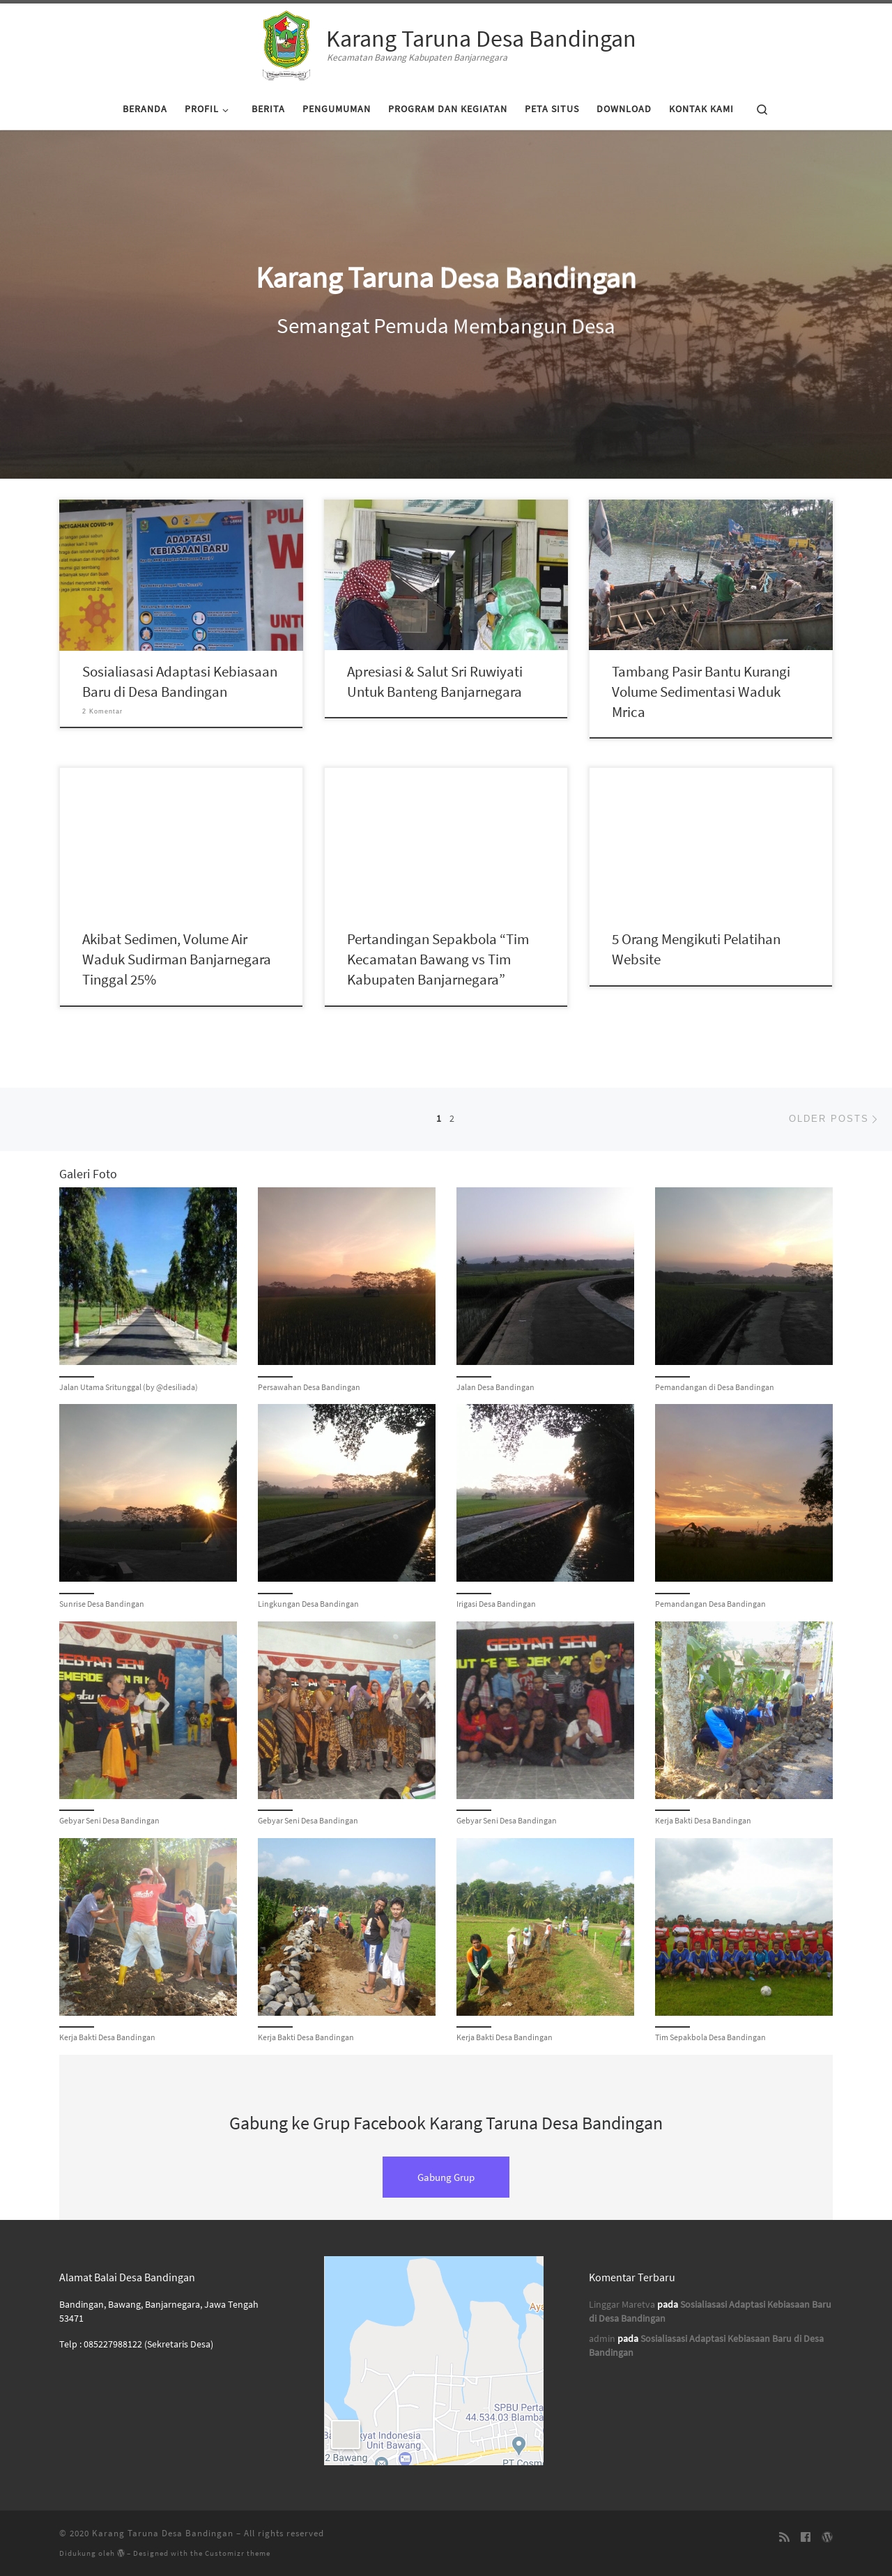 Karang Taruna Desa Bandingan
Kecamatan Bawang Kabupaten Banjarnegara
BERANDA PROFIL BERITA PENGUMUMAN PROGRAM DAN KEGIATAN PETA SITUS DOWNLOAD KONTAK KAMI
Karang Taruna Desa Bandingan
Semangat Pemuda Membangun Desa
ADAPTASI
KEBIASAAN BARU
Sosialiasasi Adaptasi Kebiasaan
Baru di Desa Bandingan
2 Komentar
Apresiasi & Salut Sri Ruwiyati
Untuk Banteng Banjarnegara
Tambang Pasir Bantu Kurangi
Volume Sedimentasi Waduk
Mrica
Akibat Sedimen, Volume Air
Waduk Sudirman Banjarnegara
Tinggal 25%
Pertandingan Sepakbola “Tim
Kecamatan Bawang vs Tim
Kabupaten Banjarnegara”
5 Orang Mengikuti Pelatihan
Website
1 2
OLDER POSTS
Galeri Foto
Jalan Utama Sritunggal (by @desiliada)
Persawahan Desa Bandingan
Jalan Desa Bandingan
Pemandangan di Desa Bandingan
Sunrise Desa Bandingan
Lingkungan Desa Bandingan
Irigasi Desa Bandingan
Pemandangan Desa Bandingan
GEBYAR SENI
Gebyar Seni Desa Bandingan
Gebyar Seni Desa Bandingan
Gebyar Seni Desa Bandingan
Kerja Bakti Desa Bandingan
Kerja Bakti Desa Bandingan
Kerja Bakti Desa Bandingan
Kerja Bakti Desa Bandingan
Tim Sepakbola Desa Bandingan
Gabung ke Grup Facebook Karang Taruna Desa Bandingan
Gabung Grup
Alamat Balai Desa Bandingan
Bandingan, Bawang, Banjarnegara, Jawa Tengah
53471
Telp : 085227988122 (Sekretaris Desa)
Aya
SPBU Perta
44.534.03 Blamba
Ba yat Indonesia
Unit Bawang
2 Bawang
PT Cosm
Komentar Terbaru
Linggar Maretva pada Sosialiasasi Adaptasi Kebiasaan Baru
di Desa Bandingan
admin pada Sosialiasasi Adaptasi Kebiasaan Baru di Desa
Bandingan
© 2020 Karang Taruna Desa Bandingan – All rights reserved
Didukung oleh – Designed with the Customizr theme